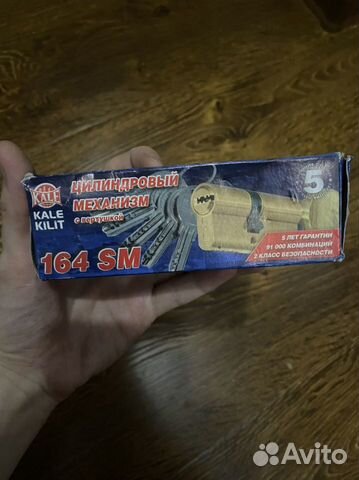 KALE
KALE
KILIT
ЦИЛИНДРОВЫЙ
МЕХАНИЗМ
с вертушкой
164 SM
5
5 ЛЕТ ГАРАНТИИ
91 000 КОМБИНАЦИЙ
2 КЛАСС БЕЗОПАСНОСТИ
Avito